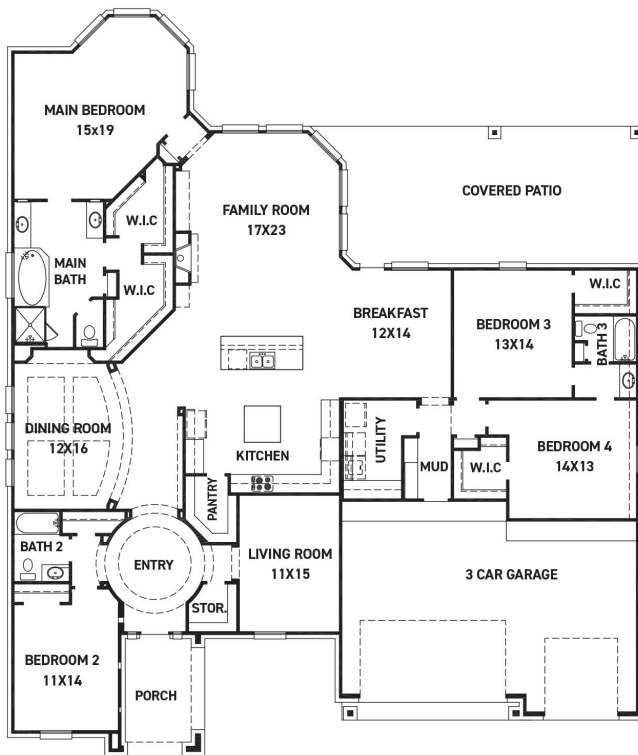 MAIN BEDROOM
15x19
W.I.C
FAMILY ROOM
17X23
COVERED PATIO
MAIN
BATH
W.I.C
W.I.C
BREAKFAST
12X14
BEDROOM 3
13X14
BATH 3
DINING ROOM
12X16
KITCHEN
UTILITY
MUD
W.I.C
BEDROOM 4
14X13
PANTRY
BATH 2
ENTRY
LIVING ROOM
11X15
3 CAR GARAGE
STOR.
BEDROOM 2
11X14
PORCH